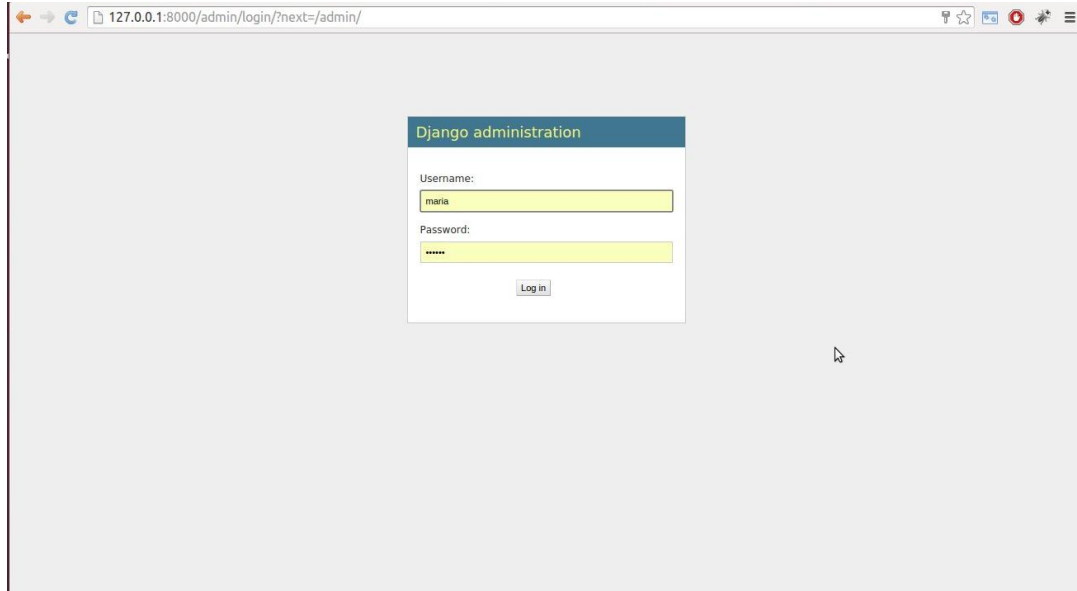 127.0.0.1:8000/admin/login/?next=/admin/
Django administration
Username:
maria
Password:
••••••
Log in